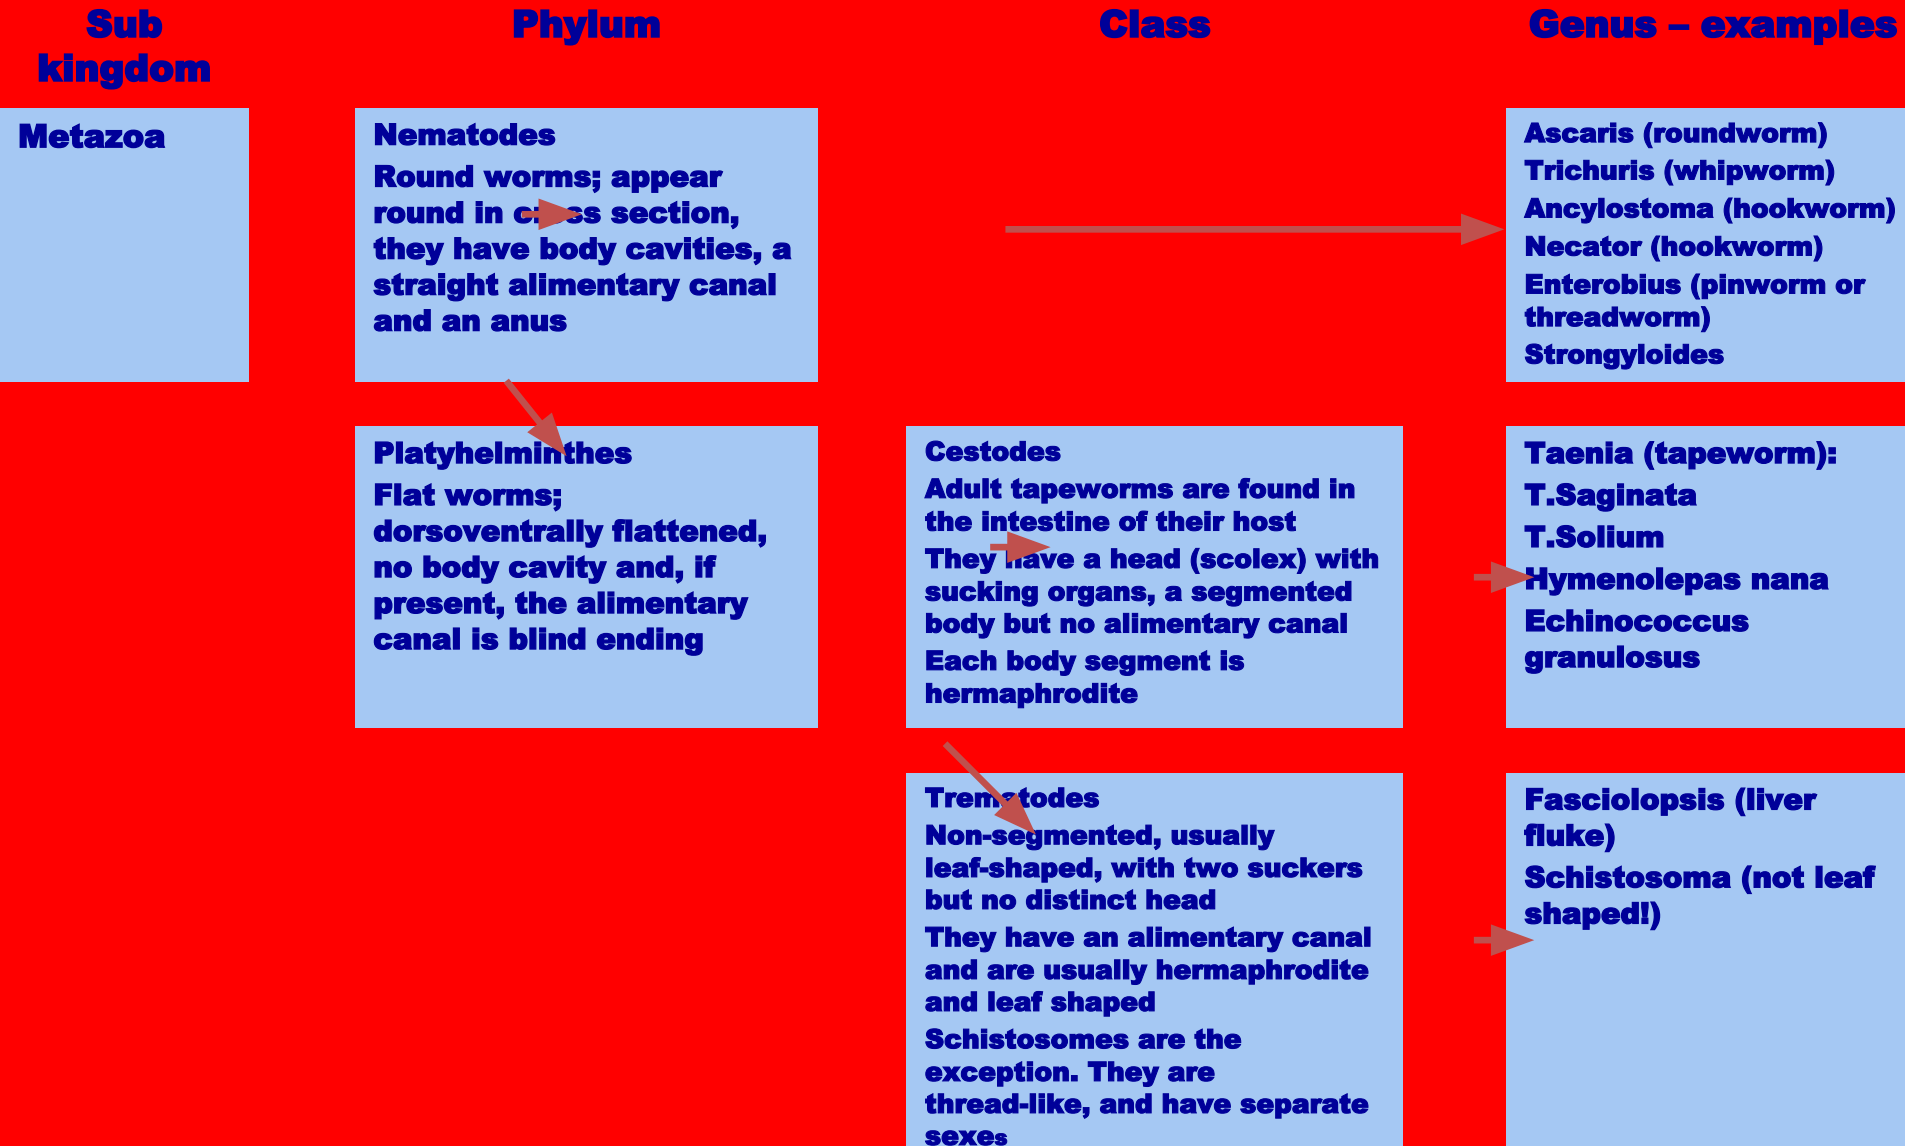 Sub
kingdom
Phylum
Class
Genus – examples
Metazoa
Nematodes
Round worms; appear
round in cross section,
they have body cavities, a
straight alimentary canal
and an anus
Ascaris (roundworm)
Trichuris (whipworm)
Ancylostoma (hookworm)
Necator (hookworm)
Enterobius (pinworm or
threadworm)
Strongyloides
Platyhelminthes
Flat worms;
dorsoventrally flattened,
no body cavity and, if
present, the alimentary
canal is blind ending
Cestodes
Adult tapeworms are found in
the intestine of their host
They have a head (scolex) with
sucking organs, a segmented
body but no alimentary canal
Each body segment is
hermaphrodite
Taenia (tapeworm):
T.Saginata
T.Solium
Hymenolepas nana
Echinococcus
granulosus
Trematodes
Non-segmented, usually
leaf-shaped, with two suckers
but no distinct head
They have an alimentary canal
and are usually hermaphrodite
and leaf shaped
Schistosomes are the
exception. They are
thread-like, and have separate
sexes
Fasciolopsis (liver
fluke)
Schistosoma (not leaf
shaped!)